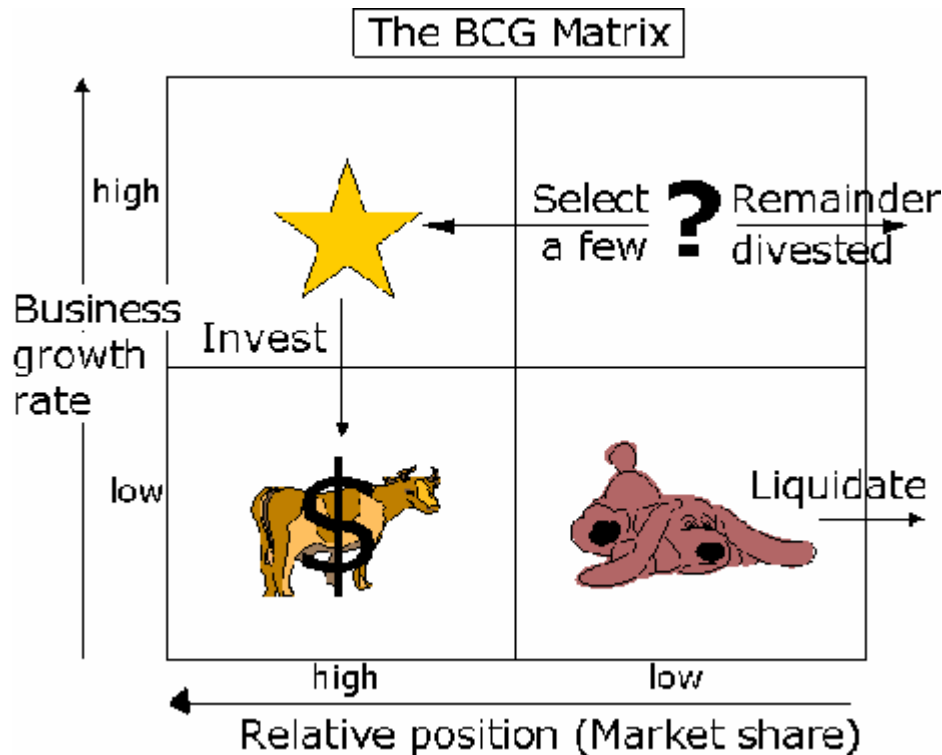 The BCG Matrix
high
Select
a few
?
Remainder
divested
Business
growth
rate
Invest
low
$
Liquidate
high
low
Relative position (Market share)